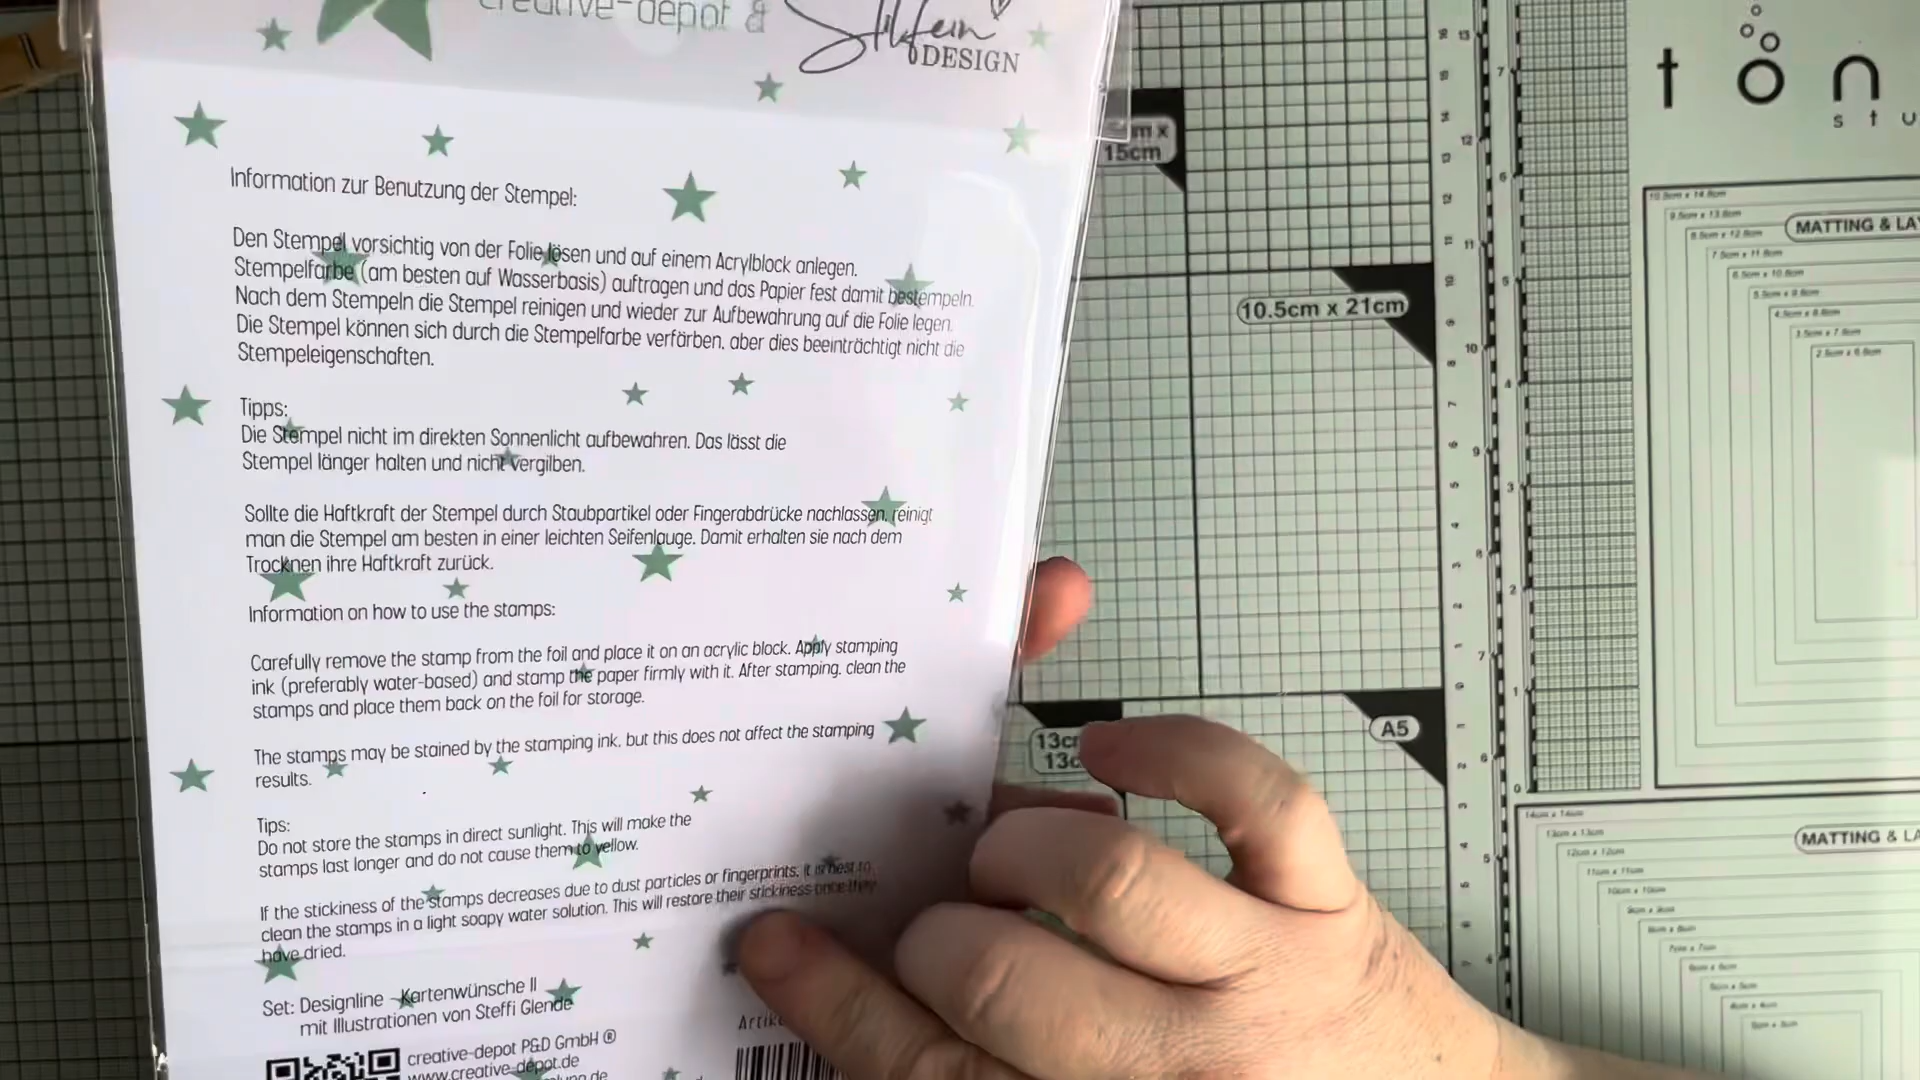 creative-depot &
Stilfein
DESIGN
Information zur Benutzung der Stempel:
Den Stempel vorsichtig von der Folie lösen und auf einem Acrylblock anlegen.
Stempelfarbe (am besten auf Wasserbasis) auftragen und das Papier fest damit bestempeln.
Nach dem Stempeln die Stempel reinigen und wieder zur Aufbewahrung auf die Folie legen.
Die Stempel können sich durch die Stempelfarbe verfärben, aber dies beeinträchtigt nicht die
Stempeleigenschaften.
Tipps:
Die Stempel nicht im direkten Sonnenlicht aufbewahren. Das lässt die
Stempel länger halten und nicht vergilben.
Sollte die Haftkraft der Stempel durch Staubpartikel oder Fingerabdrücke nachlassen, reinigt
man die Stempel am besten in einer leichten Seifenlauge. Damit erhalten sie nach dem
Trocknen ihre Haftkraft zurück.
Information on how to use the stamps:
Carefully remove the stamp from the foil and place it on an acrylic block. Apply stamping
ink (preferably water-based) and stamp the paper firmly with it. After stamping, clean the
stamps and place them back on the foil for storage.
The stamps may be stained by the stamping ink, but this does not affect the stamping
results.
Tips:
Do not store the stamps in direct sunlight. This will make the
stamps last longer and do not cause them to yellow.
If the stickiness of the stamps decreases due to dust particles or fingerprints, it is best to
clean the stamps in a light soapy water solution. This will restore their stickiness once they
have dried.
Set: Designline - Kartenwünsche II
mit Illustrationen von Steffi Glende
creative-depot P&D GmbH ®
www.creative-depot.de
15cm
10.5cm x 21cm
A5
tôn
stu
MATTING & LA
MATTING & LA